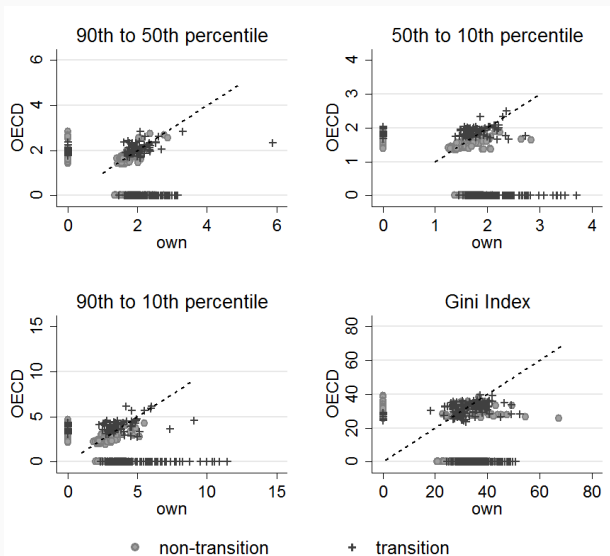 90th to 50th percentile
OECD
6
4
2
0
0 2 4 6
own
50th to 10th percentile
OECD
4
3
2
1
0
0 1 2 3 4
own
90th to 10th percentile
OECD
15
10
5
0
0 5 10 15
own
Gini Index
OECD
80
60
40
20
0
0 20 40 60 80
own
non-transition transition